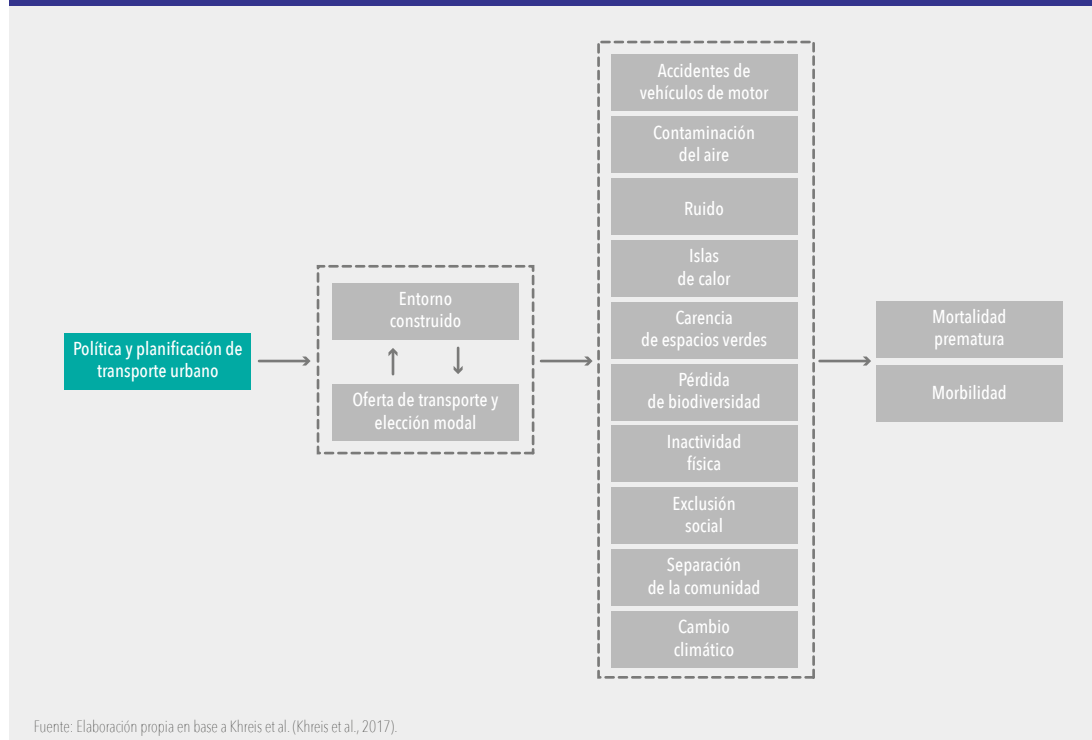 Política y planificación de
transporte urbano
Entorno
construido
Oferta de transporte y
elección modal
Accidentes de
vehículos de motor
Contaminación
del aire
Ruido
Islas
de calor
Carencia
de espacios verdes
Pérdida
de biodiversidad
Inactividad
física
Exclusión
social
Separación
de la comunidad
Cambio
climático
Mortalidad
prematura
Morbilidad
Fuente: Elaboración propia en base a Khreis et al. (Khreis et al., 2017).